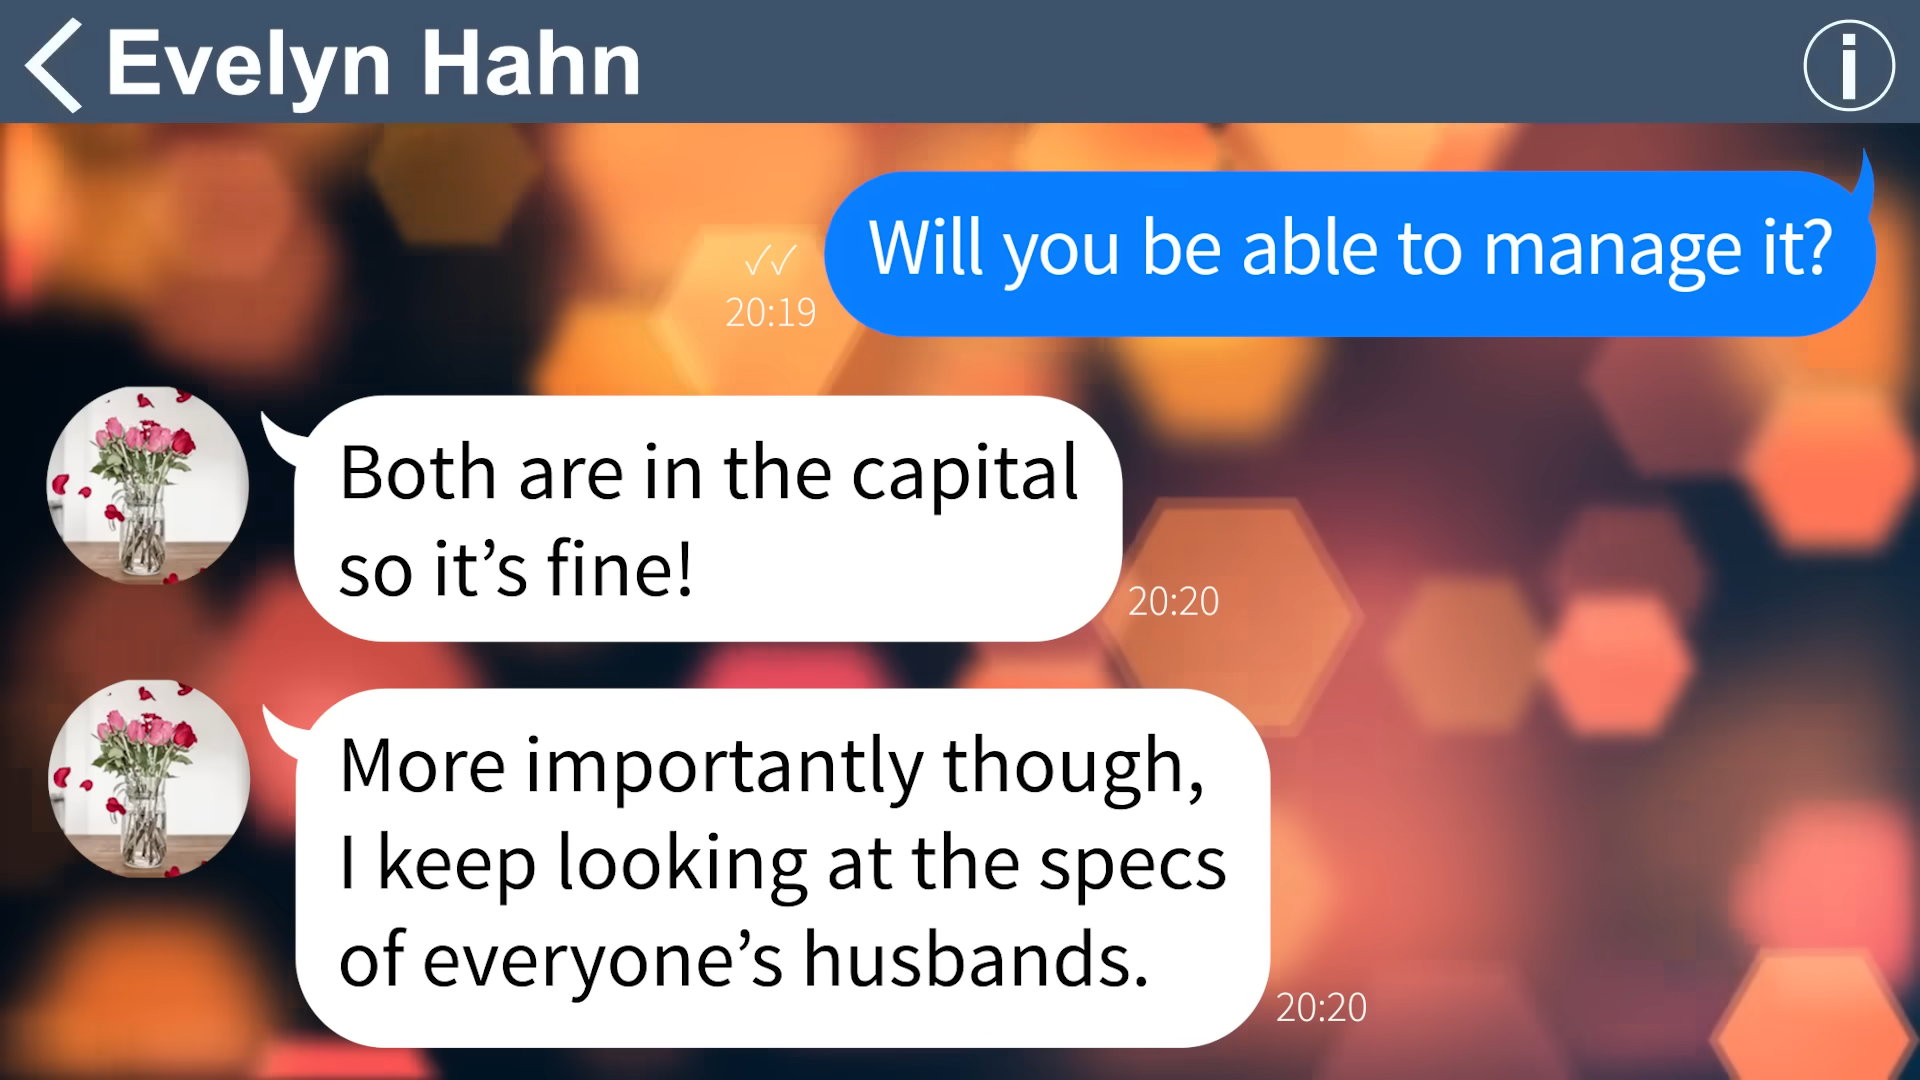 Evelyn Hahn
Will you be able to manage it?
✓✓
20:19
Both are in the capital
so it’s fine!
20:20
More importantly though,
I keep looking at the specs
of everyone’s husbands.
20:20